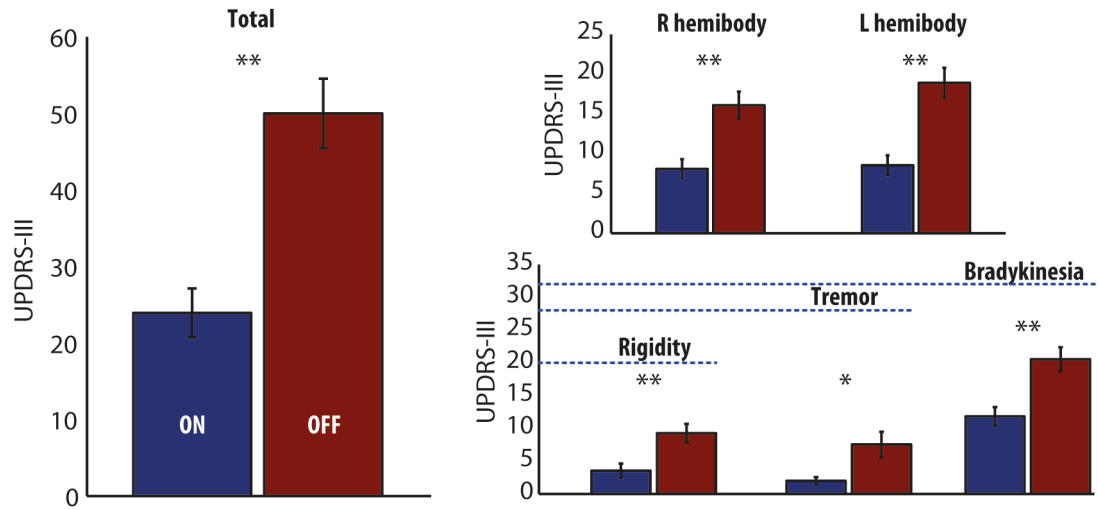 Total
60
50
40
30
20
10
0
UPDRS-III
**
ON
OFF
R hemibody
L hemibody
25
20
15
10
5
0
UPDRS-III
**
**
35
30
25
20
15
10
5
0
UPDRS-III
Bradykinesia
Tremor
Rigidity
**
*
**